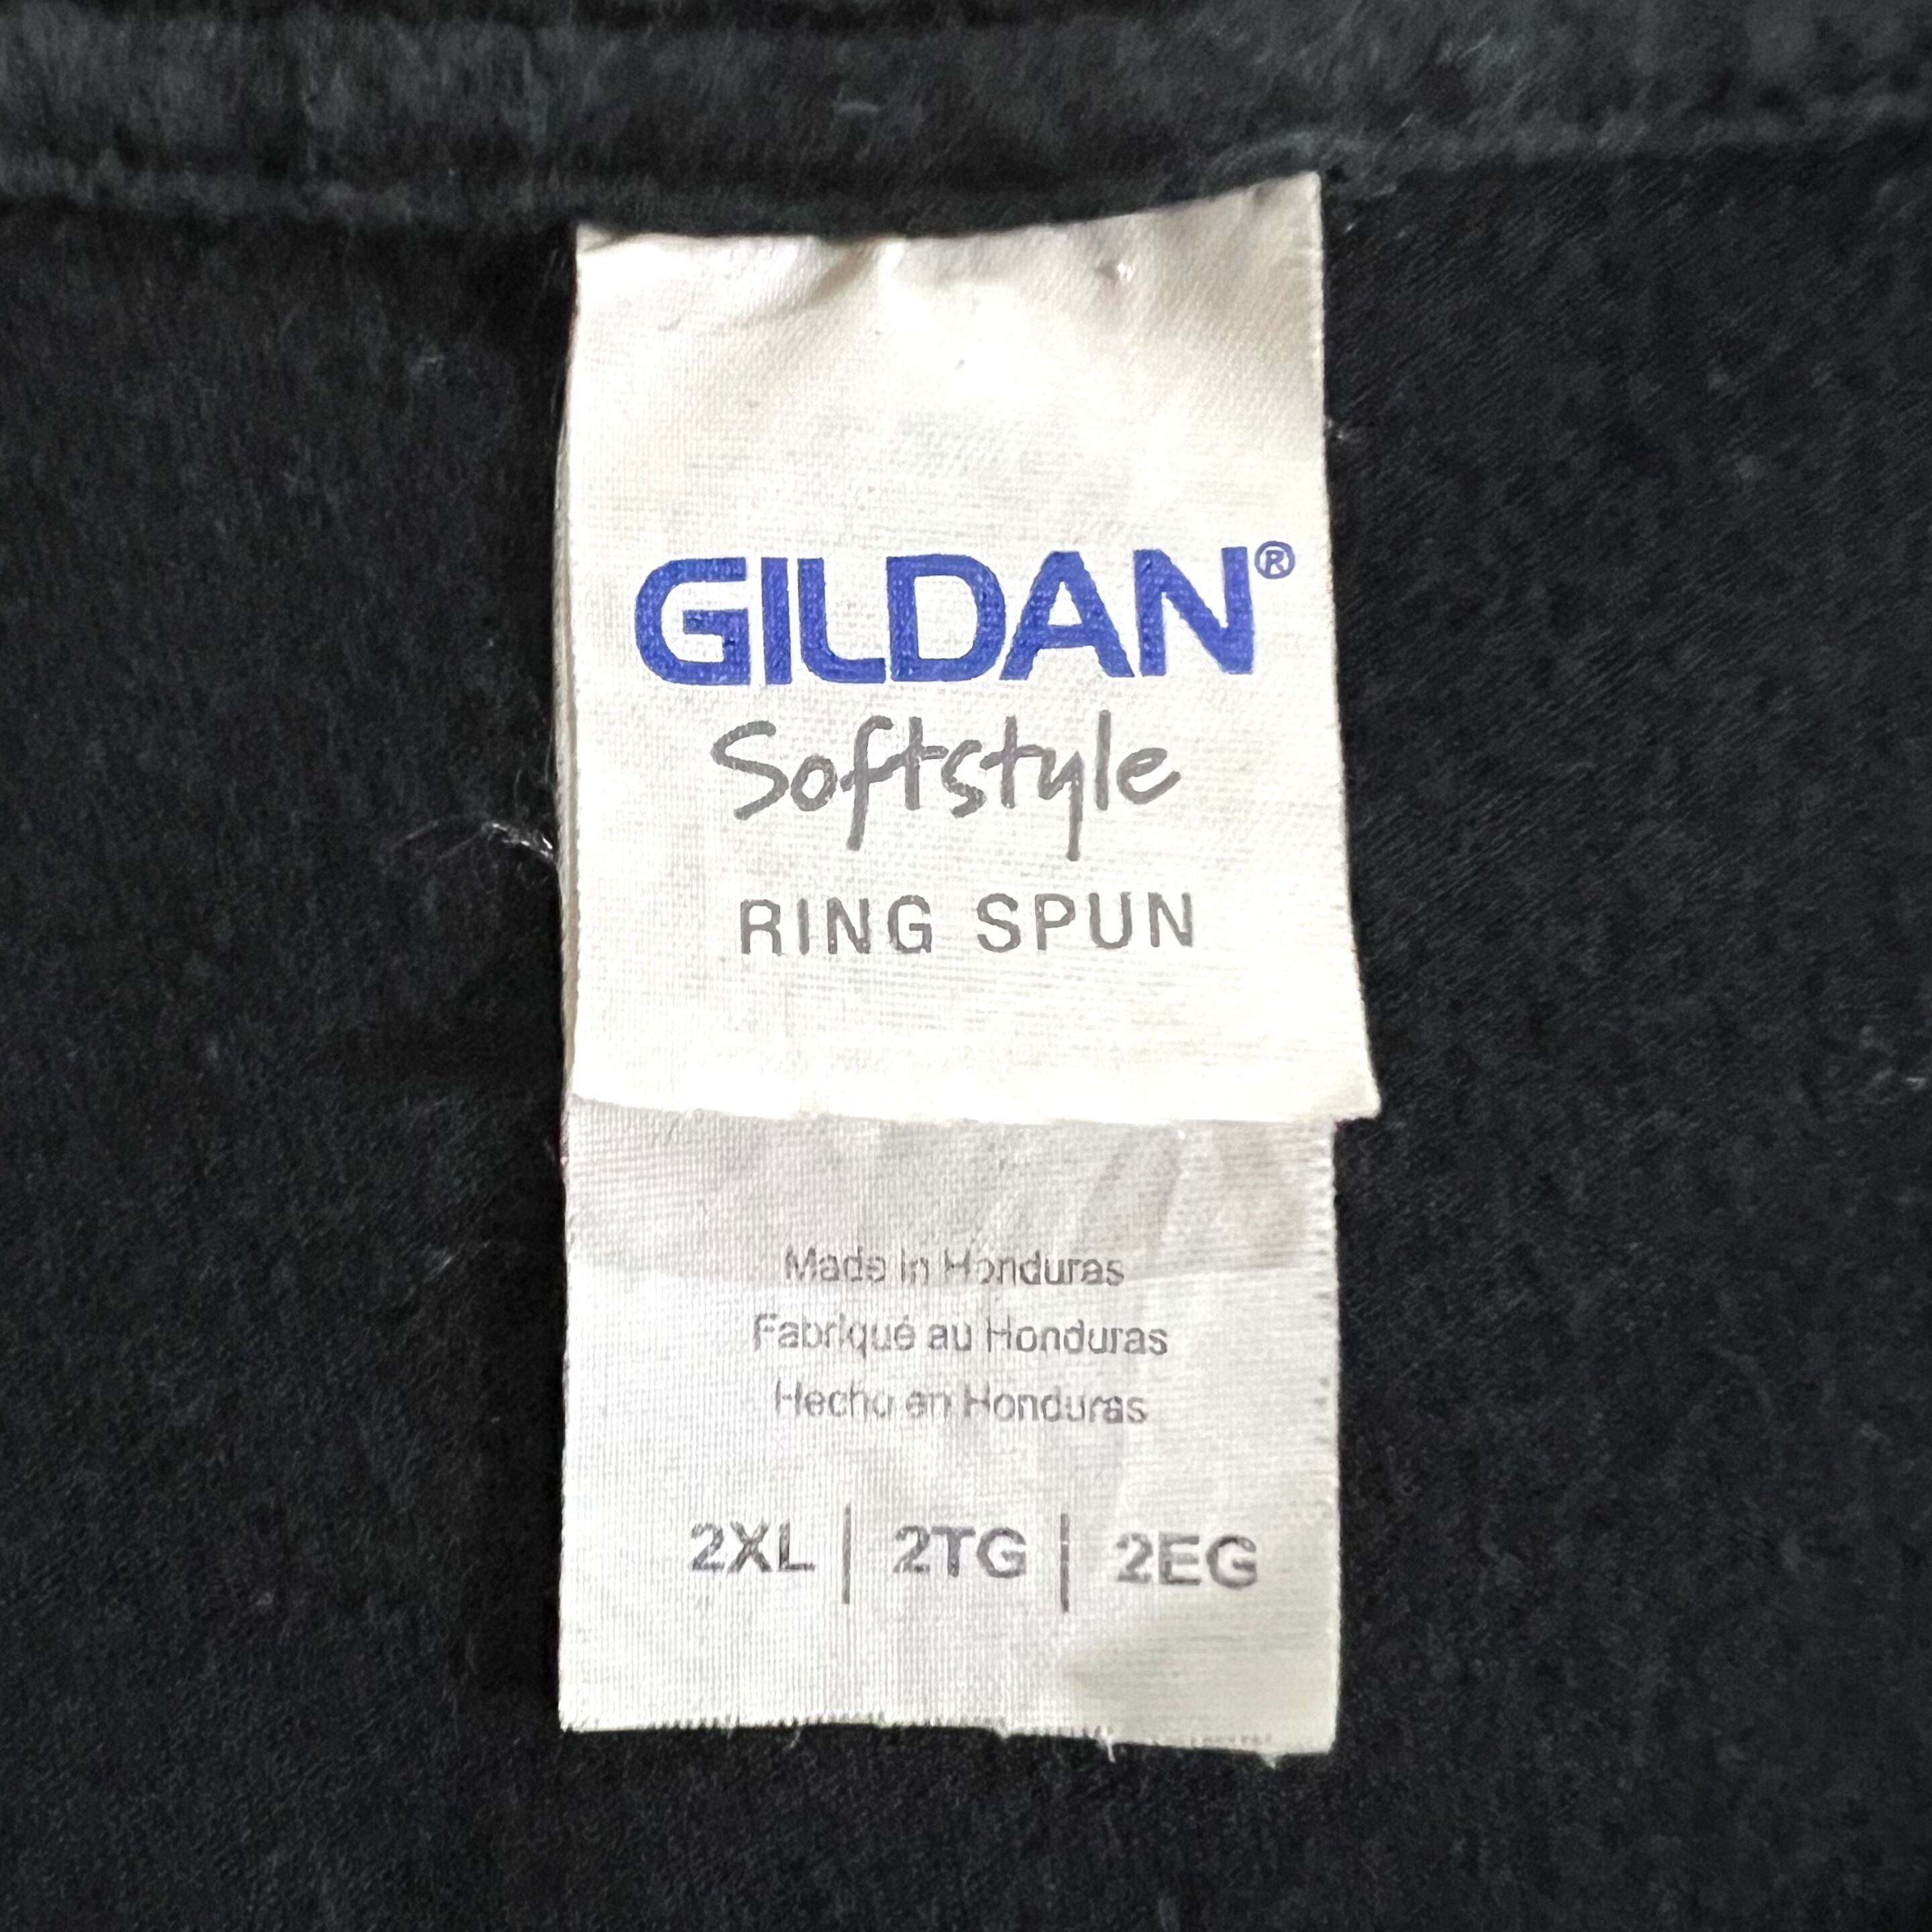 GILDAN®
Softstyle
RING SPUN
Made in Honduras
Fabriqué au Honduras
Hecho en Honduras
2XL | 2TG | 2EG